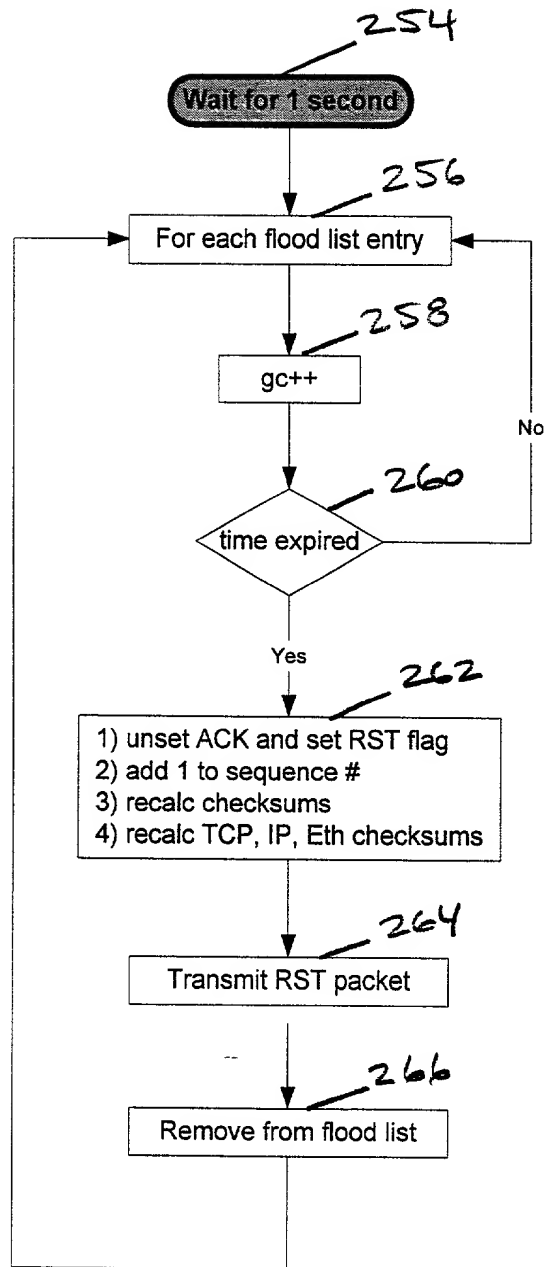 254
Wait for 1 second
256
For each flood list entry
258
gc++
No
260
time expired
Yes
262
1) unset ACK and set RST flag
2) add 1 to sequence #
3) recalc checksums
4) recalc TCP, IP, Eth checksums
264
Transmit RST packet
266
Remove from flood list